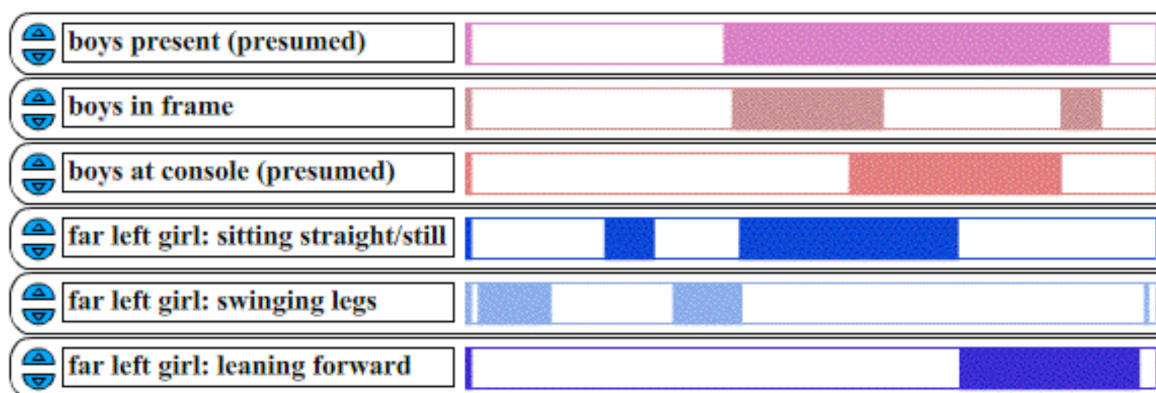 boys present (presumed)
boys in frame
boys at console (presumed)
far left girl: sitting straight/still
far left girl: swinging legs
far left girl: leaning forward